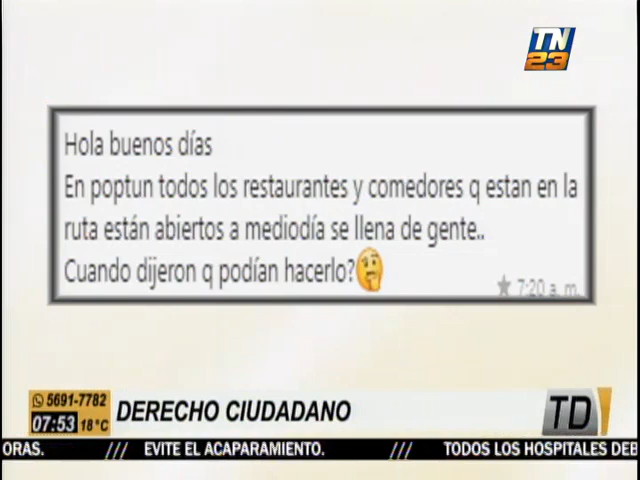 TN
23
Hola buenos días
En poptun todos los restaurantes y comedores q estan en la
ruta están abiertos a mediodía se llena de gente..
Cuando dijeron q podían hacerlo?🤔
7:20 a. m.
5691-7782
07:53 18°C
DERECHO CIUDADANO
TD
ORAS. /// EVITE EL ACAPARAMIENTO. /// TODOS LOS HOSPITALES DEB